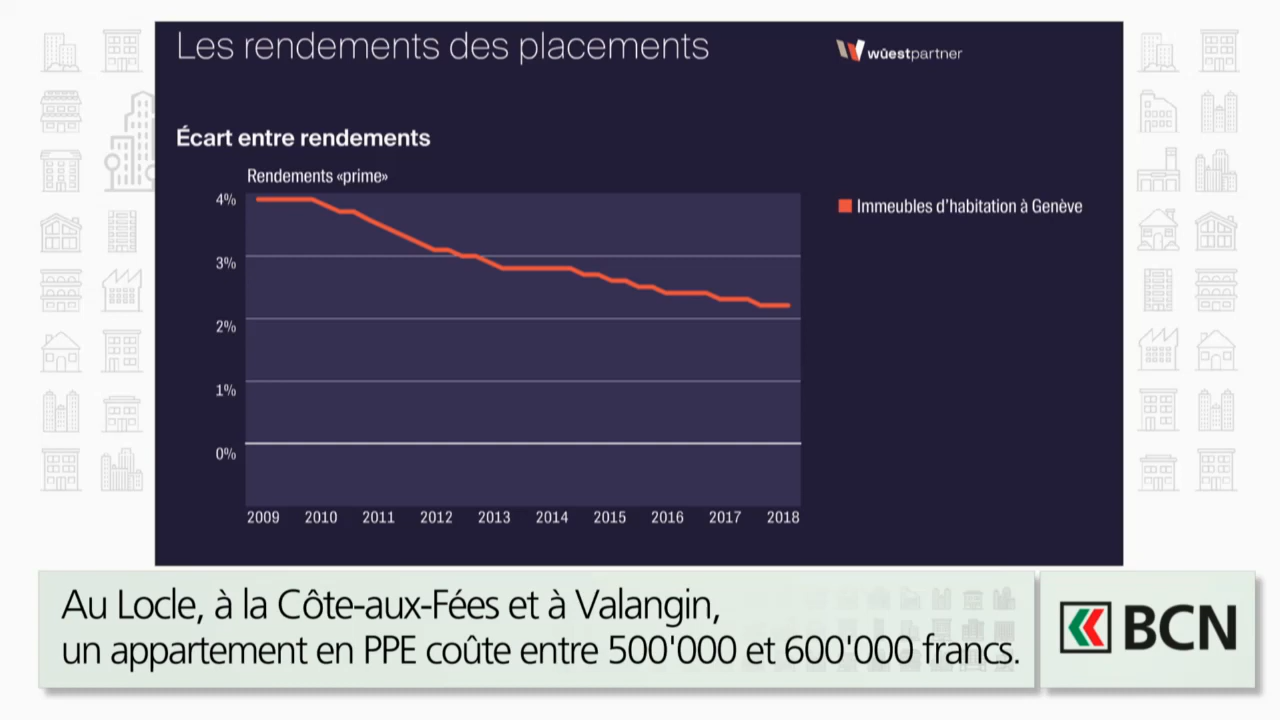 Les rendements des placements
wüestpartner
Écart entre rendements
Rendements «prime»
4%
3%
2%
1%
0%
2009 2010 2011 2012 2013 2014 2015 2016 2017 2018
Immeubles d'habitation à Genève
Au Locle, à la Côte-aux-Fées et à Valangin,
un appartement en PPE coûte entre 500'000 et 600'000 francs.
BCN